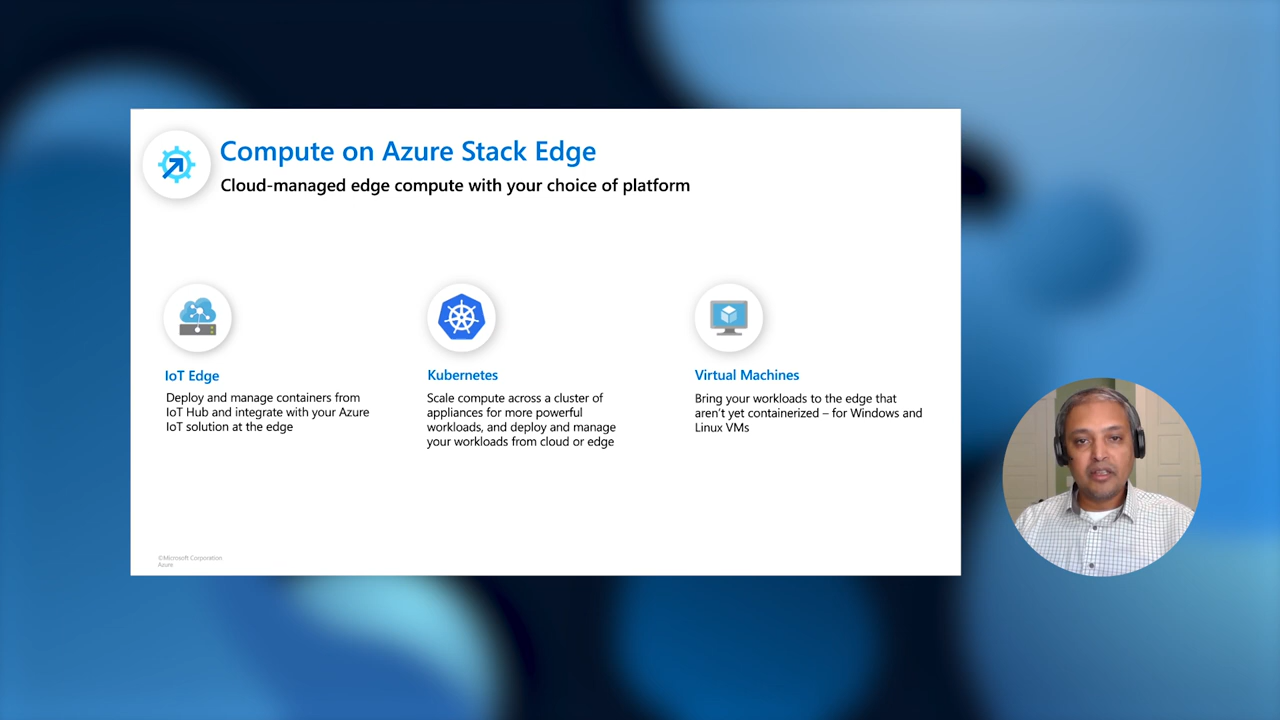 Compute on Azure Stack Edge
Cloud-managed edge compute with your choice of platform
IoT Edge
Deploy and manage containers from
IoT Hub and integrate with your Azure
IoT solution at the edge
Kubernetes
Scale compute across a cluster of
appliances for more powerful
workloads, and deploy and manage
your workloads from cloud or edge
Virtual Machines
Bring your workloads to the edge that
aren't yet containerized – for Windows and
Linux VMs
©Microsoft Corporation
Azure